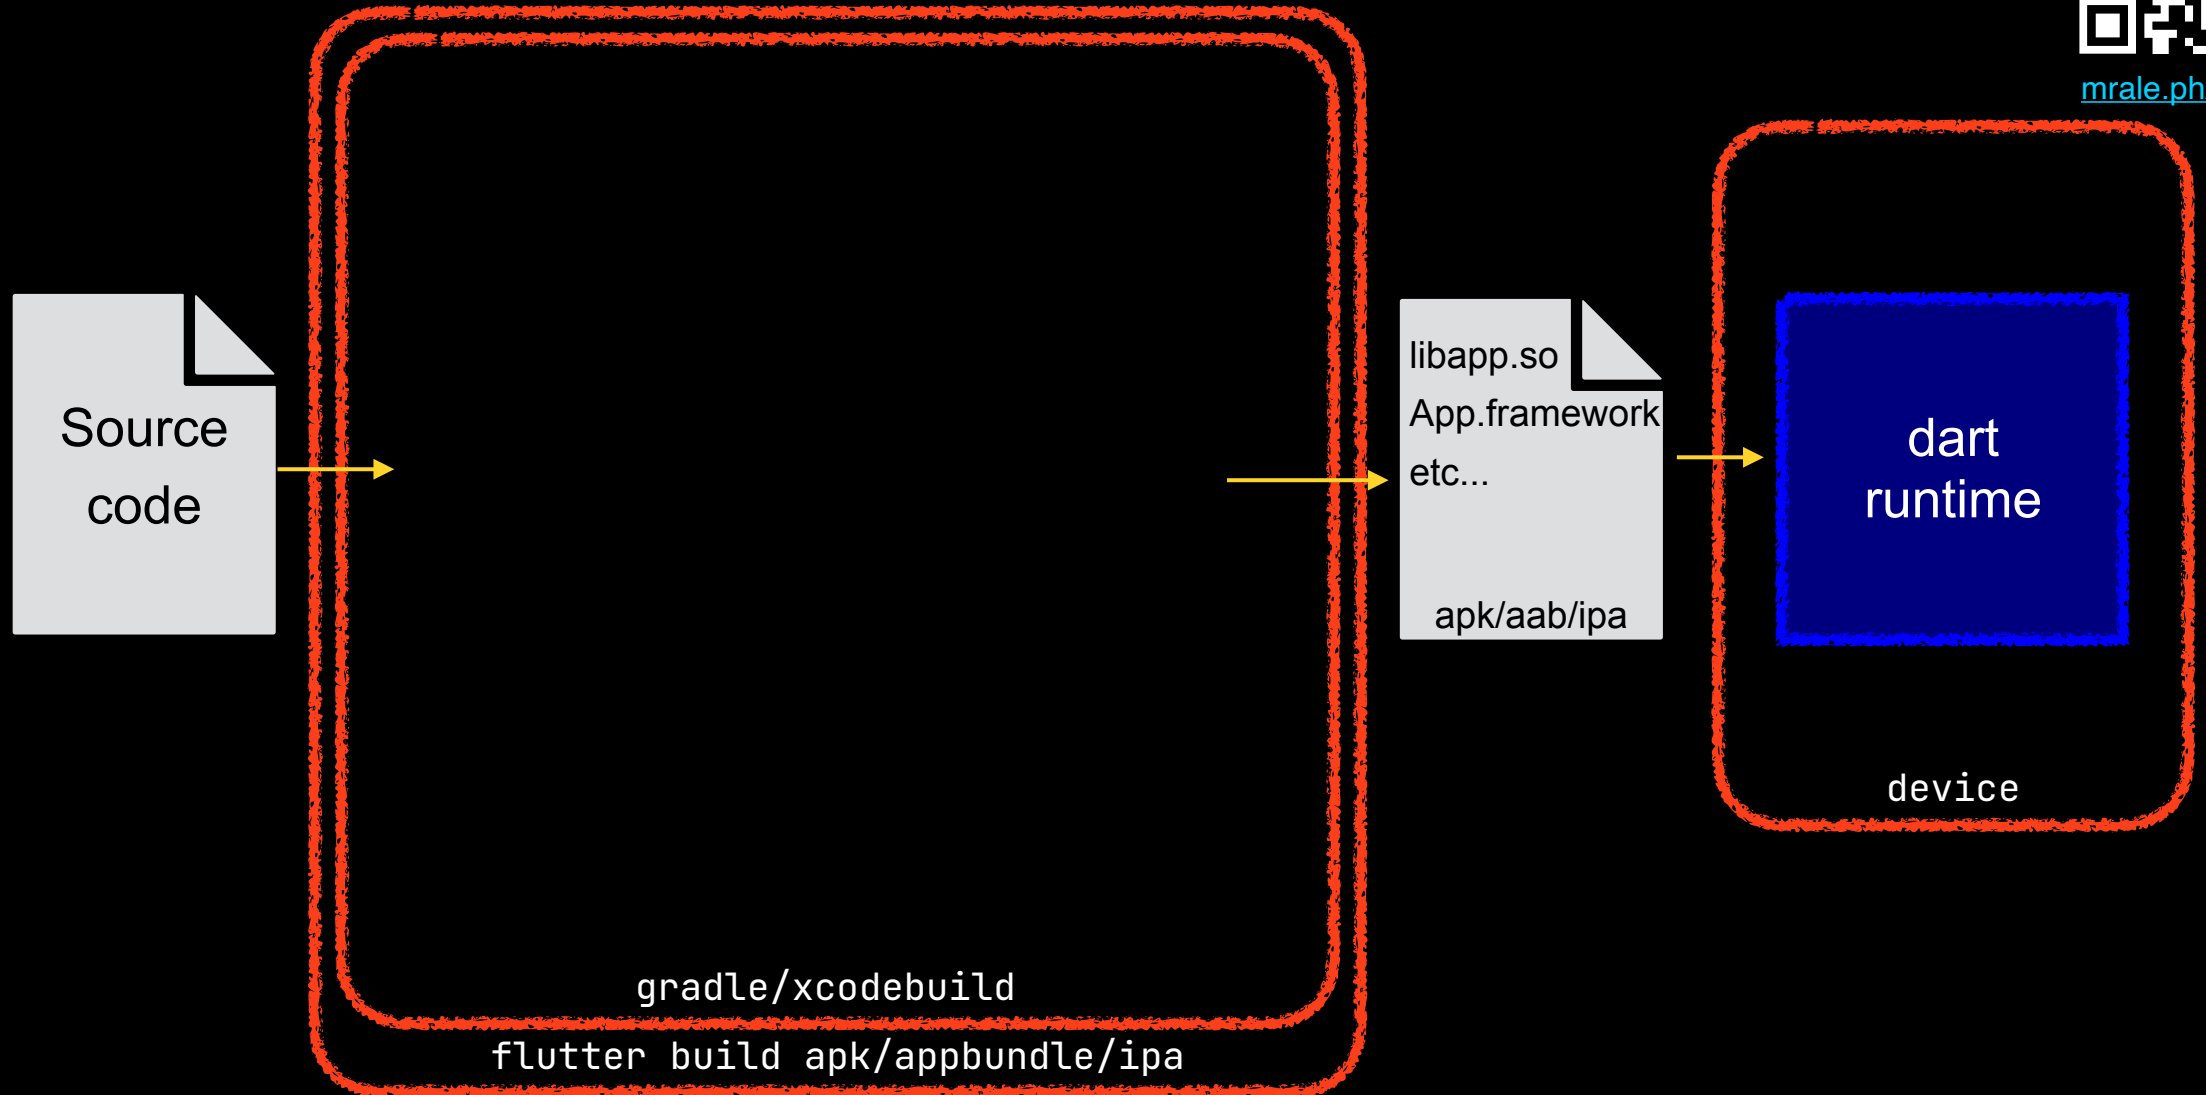 mrale.ph
Source
code
libapp.so
App.framework
etc...
apk/aab/ipa
dart
runtime
device
gradle/xcodebuild
flutter build apk/appbundle/ipa